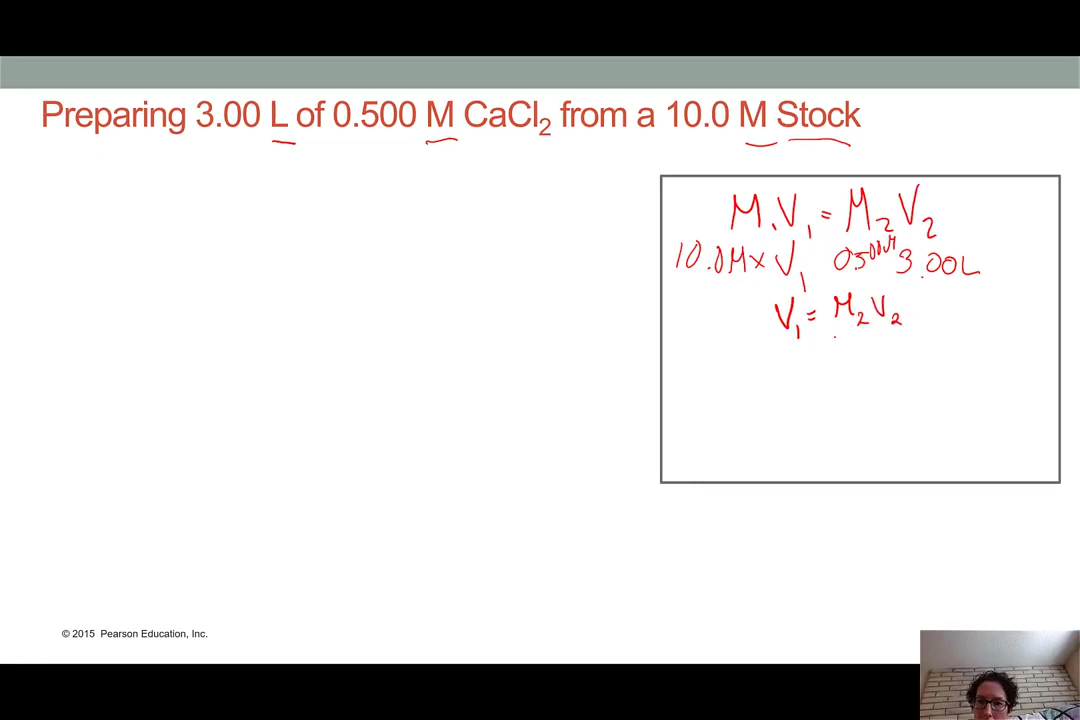 Preparing 3.00 L of 0.500 M CaCl₂ from a 10.0 M Stock
M₁V₁ = M₂V₂
10.0M × V₁ 0.500M 3.00L
V₁ = M₂V₂
© 2015 Pearson Education, Inc.